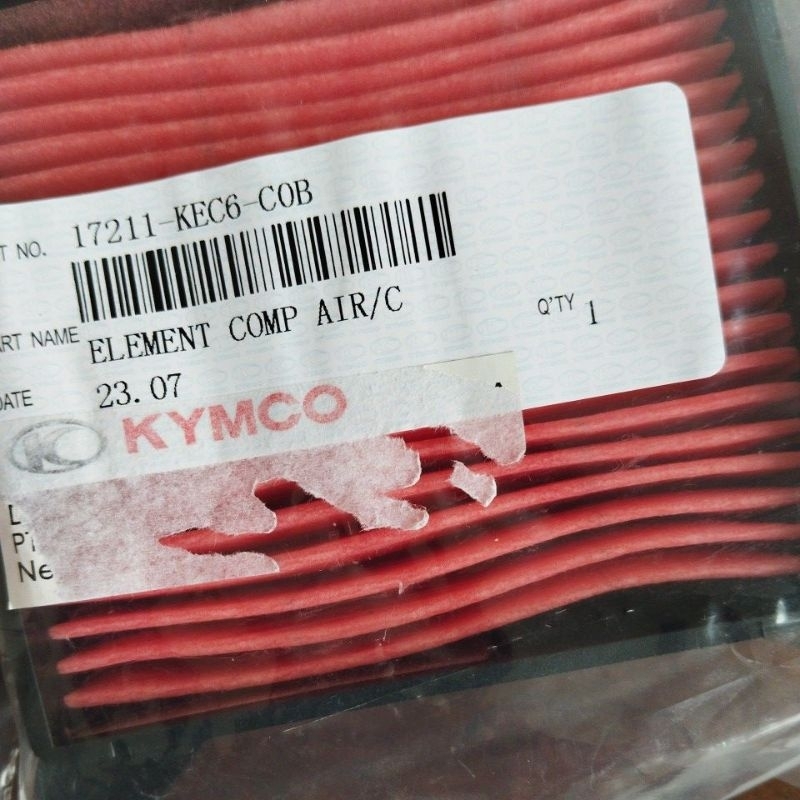 T NO. 17211-KEC6-C0B
ART NAME ELEMENT COMP AIR/C
Q'TY 1
DATE 23.07
KYMCO